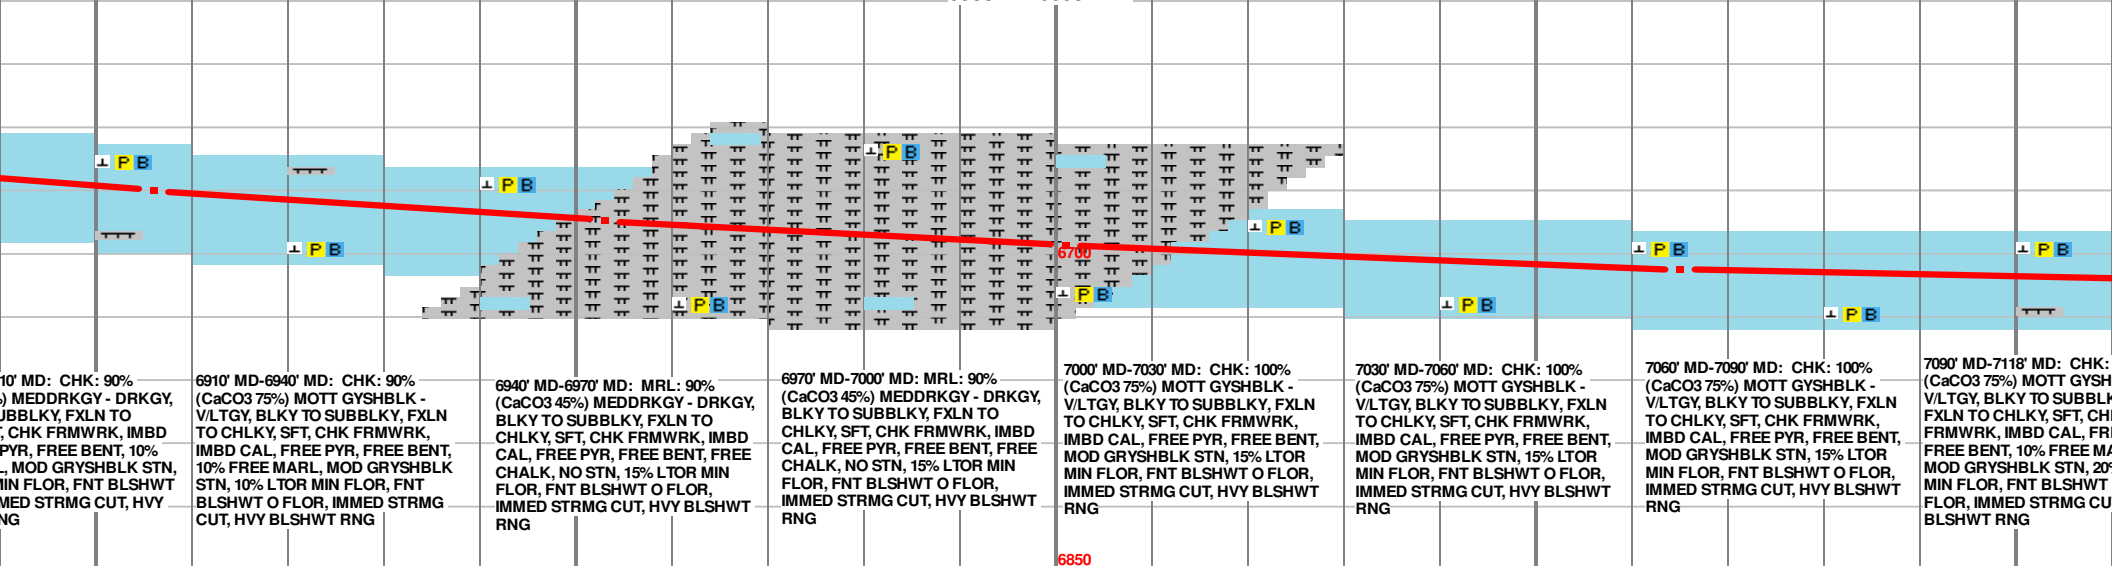 P B
P B
P B
P B
P B
P B
P B
P B
P B
P B
P B
P B
6700
10' MD: CHK: 90%
MEDDRKGY - DRKGY,
FXLN TO
CHK FRMWRK, IMBD
PYR, FREE BENT, 10%
MOD GRYSHBLK STN,
MIN FLOR, FNT BLSHWT
STRMG CUT, HVY
6910' MD-6940' MD: CHK: 90%
(CaCO3 75%) MOTT GYSHBLK -
V/LTGY, BLKY TO SUBBLKY, FXLN
TO CHLKY, SFT, CHK FRMWRK,
IMBD CAL, FREE PYR, FREE BENT,
10% FREE MARL, MOD GRYSHBLK
STN, 10% LTOR MIN FLOR, FNT
BLSHWT O FLOR, IMMED STRMG
CUT, HVY BLSHWT RNG
6940' MD-6970' MD: MRL: 90%
(CaCO3 45%) MEDDRKGY - DRKGY,
BLKY TO SUBBLKY, FXLN TO
CHLKY, SFT, CHK FRMWRK, IMBD
CAL, FREE PYR, FREE BENT, FREE
CHALK, NO STN, 15% LTOR MIN
FLOR, FNT BLSHWT O FLOR,
IMMED STRMG CUT, HVY BLSHWT
RNG
6970' MD-7000' MD: MRL: 90%
(CaCO3 45%) MEDDRKGY - DRKGY,
BLKY TO SUBBLKY, FXLN TO
CHLKY, SFT, CHK FRMWRK, IMBD
CAL, FREE PYR, FREE BENT, FREE
CHALK, NO STN, 15% LTOR MIN
FLOR, FNT BLSHWT O FLOR,
IMMED STRMG CUT, HVY BLSHWT
RNG
7000' MD-7030' MD: CHK: 100%
(CaCO3 75%) MOTT GYSHBLK -
V/LTGY, BLKY TO SUBBLKY, FXLN
TO CHLKY, SFT, CHK FRMWRK,
IMBD CAL, FREE PYR, FREE BENT,
MOD GRYSHBLK STN, 15% LTOR
MIN FLOR, FNT BLSHWT O FLOR,
IMMED STRMG CUT, HVY BLSHWT
RNG
7030' MD-7060' MD: CHK: 100%
(CaCO3 75%) MOTT GYSHBLK -
V/LTGY, BLKY TO SUBBLKY, FXLN
TO CHLKY, SFT, CHK FRMWRK,
IMBD CAL, FREE PYR, FREE BENT,
MOD GRYSHBLK STN, 15% LTOR
MIN FLOR, FNT BLSHWT O FLOR,
IMMED STRMG CUT, HVY BLSHWT
RNG
7060' MD-7090' MD: CHK: 100%
(CaCO3 75%) MOTT GYSHBLK -
V/LTGY, BLKY TO SUBBLKY, FXLN
TO CHLKY, SFT, CHK FRMWRK,
IMBD CAL, FREE PYR, FREE BENT,
MOD GRYSHBLK STN, 15% LTOR
MIN FLOR, FNT BLSHWT O FLOR,
IMMED STRMG CUT, HVY BLSHWT
RNG
7090' MD-7118' MD: CHK:
(CaCO3 75%) MOTT GYSH
V/LTGY, BLKY TO SUBBLK
FXLN TO CHLKY, SFT, CH
FRMWRK, IMBD CAL, FR
FREE BENT, 10% FREE MA
MOD GRYSHBLK STN, 20%
MIN FLOR, FNT BLSHWT
FLOR, IMMED STRMG CU
BLSHWT RNG
6850